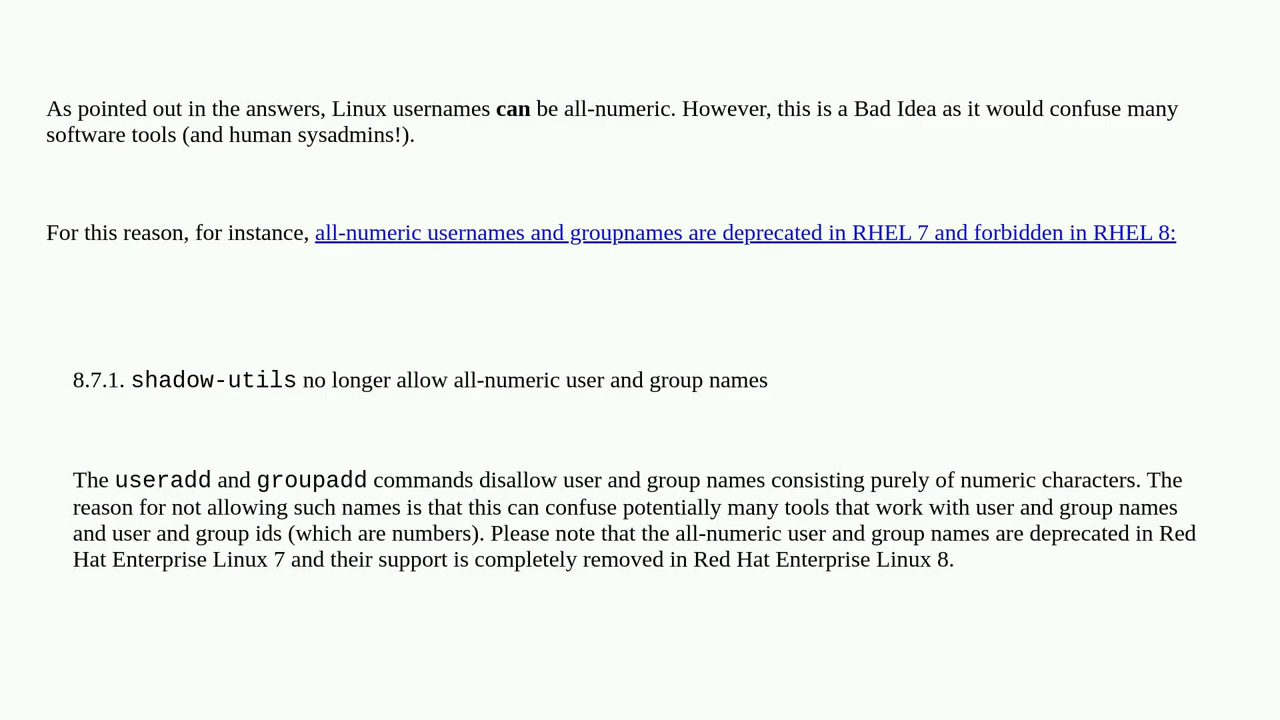 As pointed out in the answers, Linux usernames can be all-numeric. However, this is a Bad Idea as it would confuse many
software tools (and human sysadmins!).
For this reason, for instance, all-numeric usernames and groupnames are deprecated in RHEL 7 and forbidden in RHEL 8:
8.7.1. shadow-utils no longer allow all-numeric user and group names
The useradd and groupadd commands disallow user and group names consisting purely of numeric characters. The
reason for not allowing such names is that this can confuse potentially many tools that work with user and group names
and user and group ids (which are numbers). Please note that the all-numeric user and group names are deprecated in Red
Hat Enterprise Linux 7 and their support is completely removed in Red Hat Enterprise Linux 8.